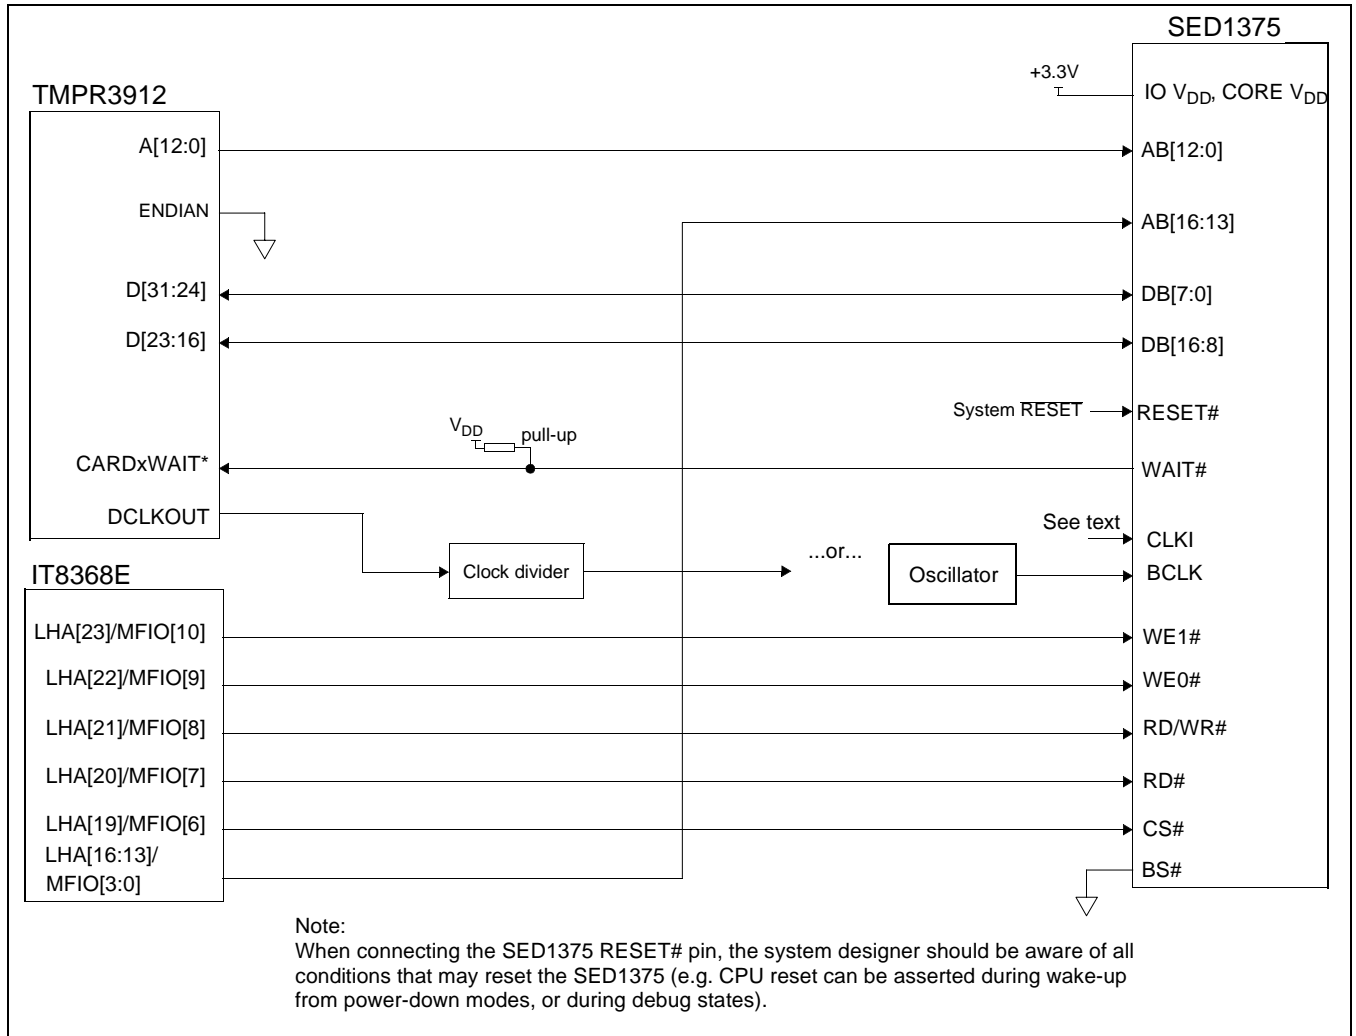 SED1375
+3.3V
IO VDD, CORE VDD
TMPR3912
A[12:0]
AB[12:0]
ENDIAN
AB[16:13]
D[31:24]
DB[7:0]
D[23:16]
DB[16:8]
System RESET
RESET#
VDD
pull-up
CARDxWAIT*
WAIT#
DCLKOUT
See text
CLKI
...or...
Clock divider
Oscillator
BCLK
IT8368E
LHA[23]/MFIO[10]
WE1#
LHA[22]/MFIO[9]
WE0#
LHA[21]/MFIO[8]
RD/WR#
LHA[20]/MFIO[7]
RD#
LHA[19]/MFIO[6]
CS#
LHA[16:13]/
MFIO[3:0]
BS#
Note:
When connecting the SED1375 RESET# pin, the system designer should be aware of all
conditions that may reset the SED1375 (e.g. CPU reset can be asserted during wake-up
from power-down modes, or during debug states).